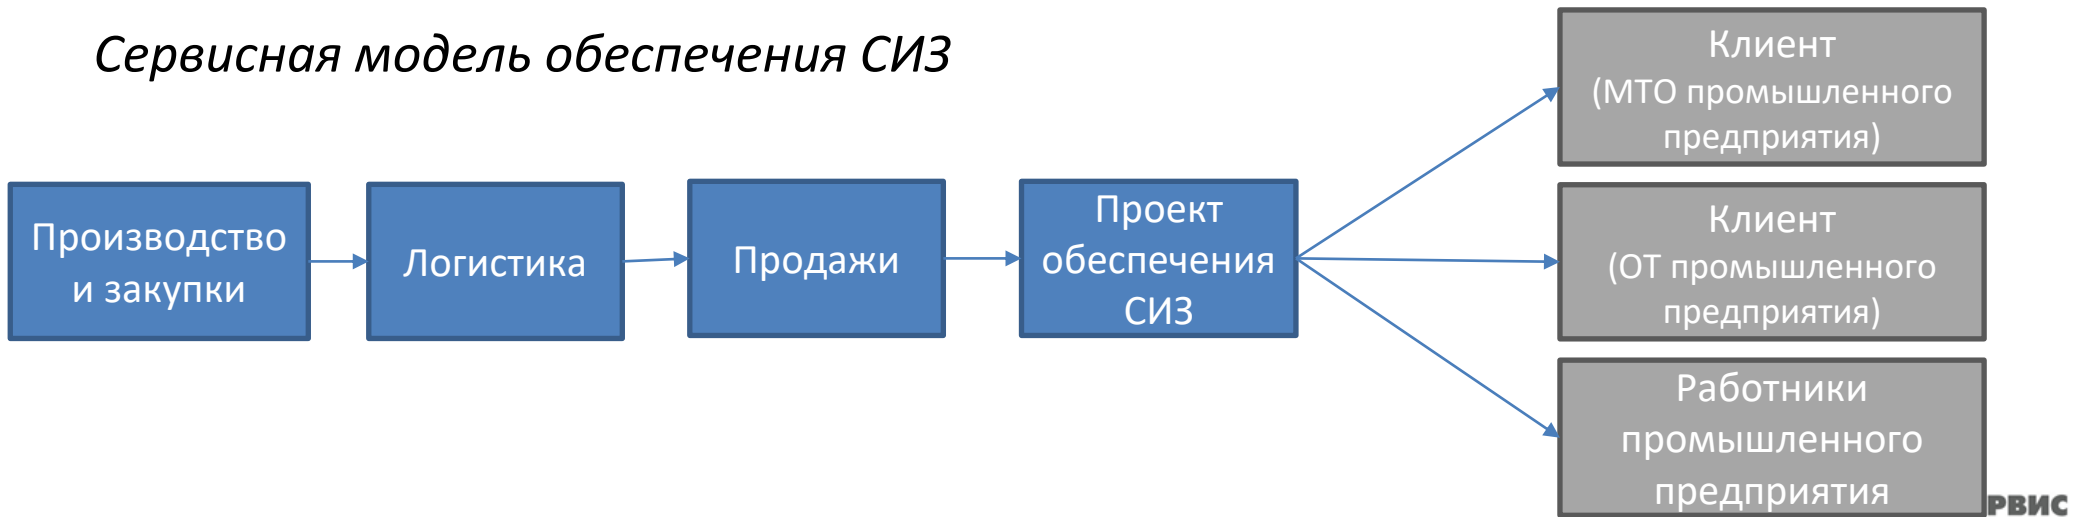 Сервисная модель обеспечения СИЗ
Производство
и закупки
Логистика
Продажи
Проект
обеспечения
СИЗ
Клиент
(МТО промышленного
предприятия)
Клиент
(ОТ промышленного
предприятия)
Работники
промышленного
предприятия
РВИС